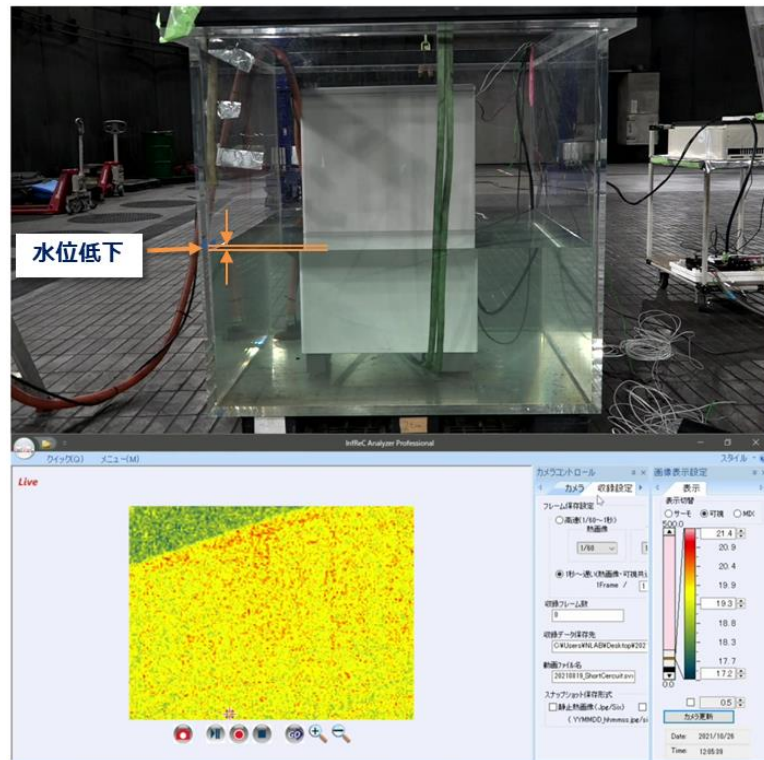 水位低下
InfReC Analyzer Professional
クイック(Q) メニュー(M)
スタイル
Live
カメラコントロール
カメラ 収録設定
フレーム保存設定
高速(1/60～1秒)
熱画像
1/60
1秒～遅い(熱画像・可視共通
1Frame / 1
収録フレーム数
0
収録データ保存先
C:¥Users¥NLAB¥Desktop¥202
動画ファイル名
20210819_ShortCercuit.svn
スナップショット保存形式
静止熱画像(Jpg/Six)
( YYMMDD_hhmmss.jpg/si
画像表示設定
表示
表示切替
サーモ 可視 MIX
500.0
21.4
20.9
20.4
19.9
19.3
18.8
18.3
17.7
17.2
0.0
0.5
カメラ更新
Date: 2021/10/26
Time: 12:05:39